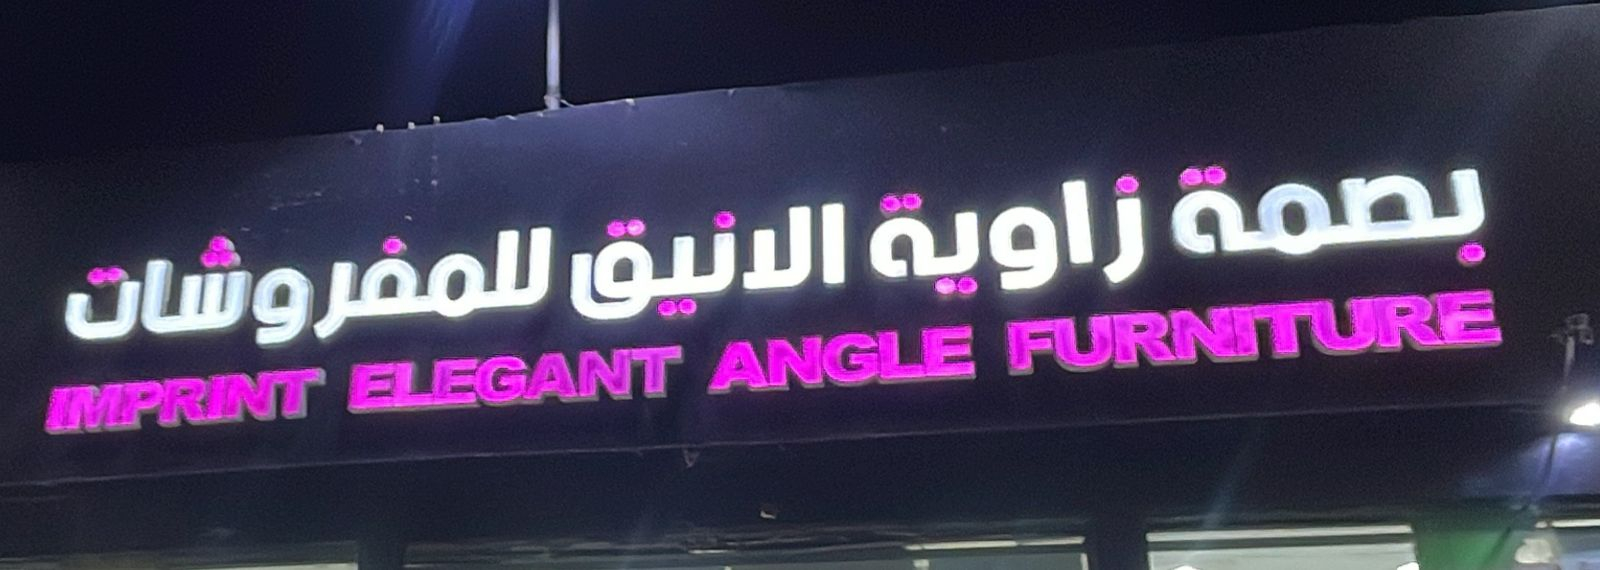 بصمة زاوية الانيق للمفروشات
IMPRINT ELEGANT ANGLE FURNITURE